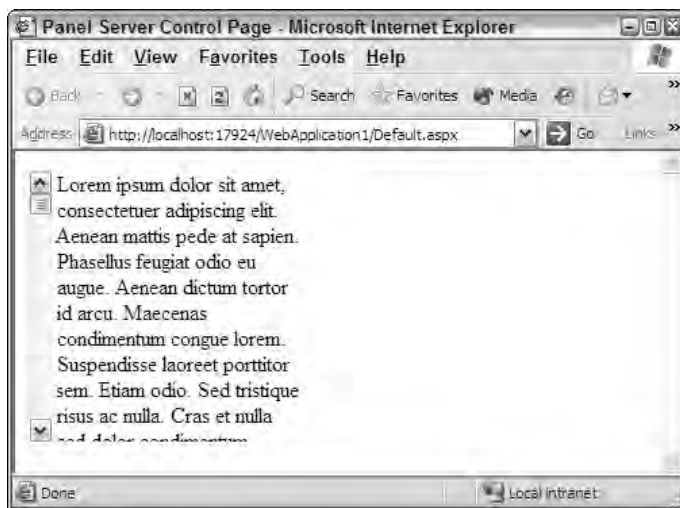 Panel Server Control Page - Microsoft Internet Explorer
File Edit View Favorites Tools Help
Back Search Favorites Media
Address http://localhost:17924/WebApplication1/Default.aspx Go Links
Lorem ipsum dolor sit amet,
consectetuer adipiscing elit.
Aenean mattis pede at sapien.
Phasellus feugiat odio eu
augue. Aenean dictum tortor
id arcu. Maecenas
condimentum congue lorem.
Suspendisse laoreet porttitor
sem. Etiam odio. Sed tristique
risus ac nulla. Cras et nulla
sed dolor condimentum
Done Local intranet